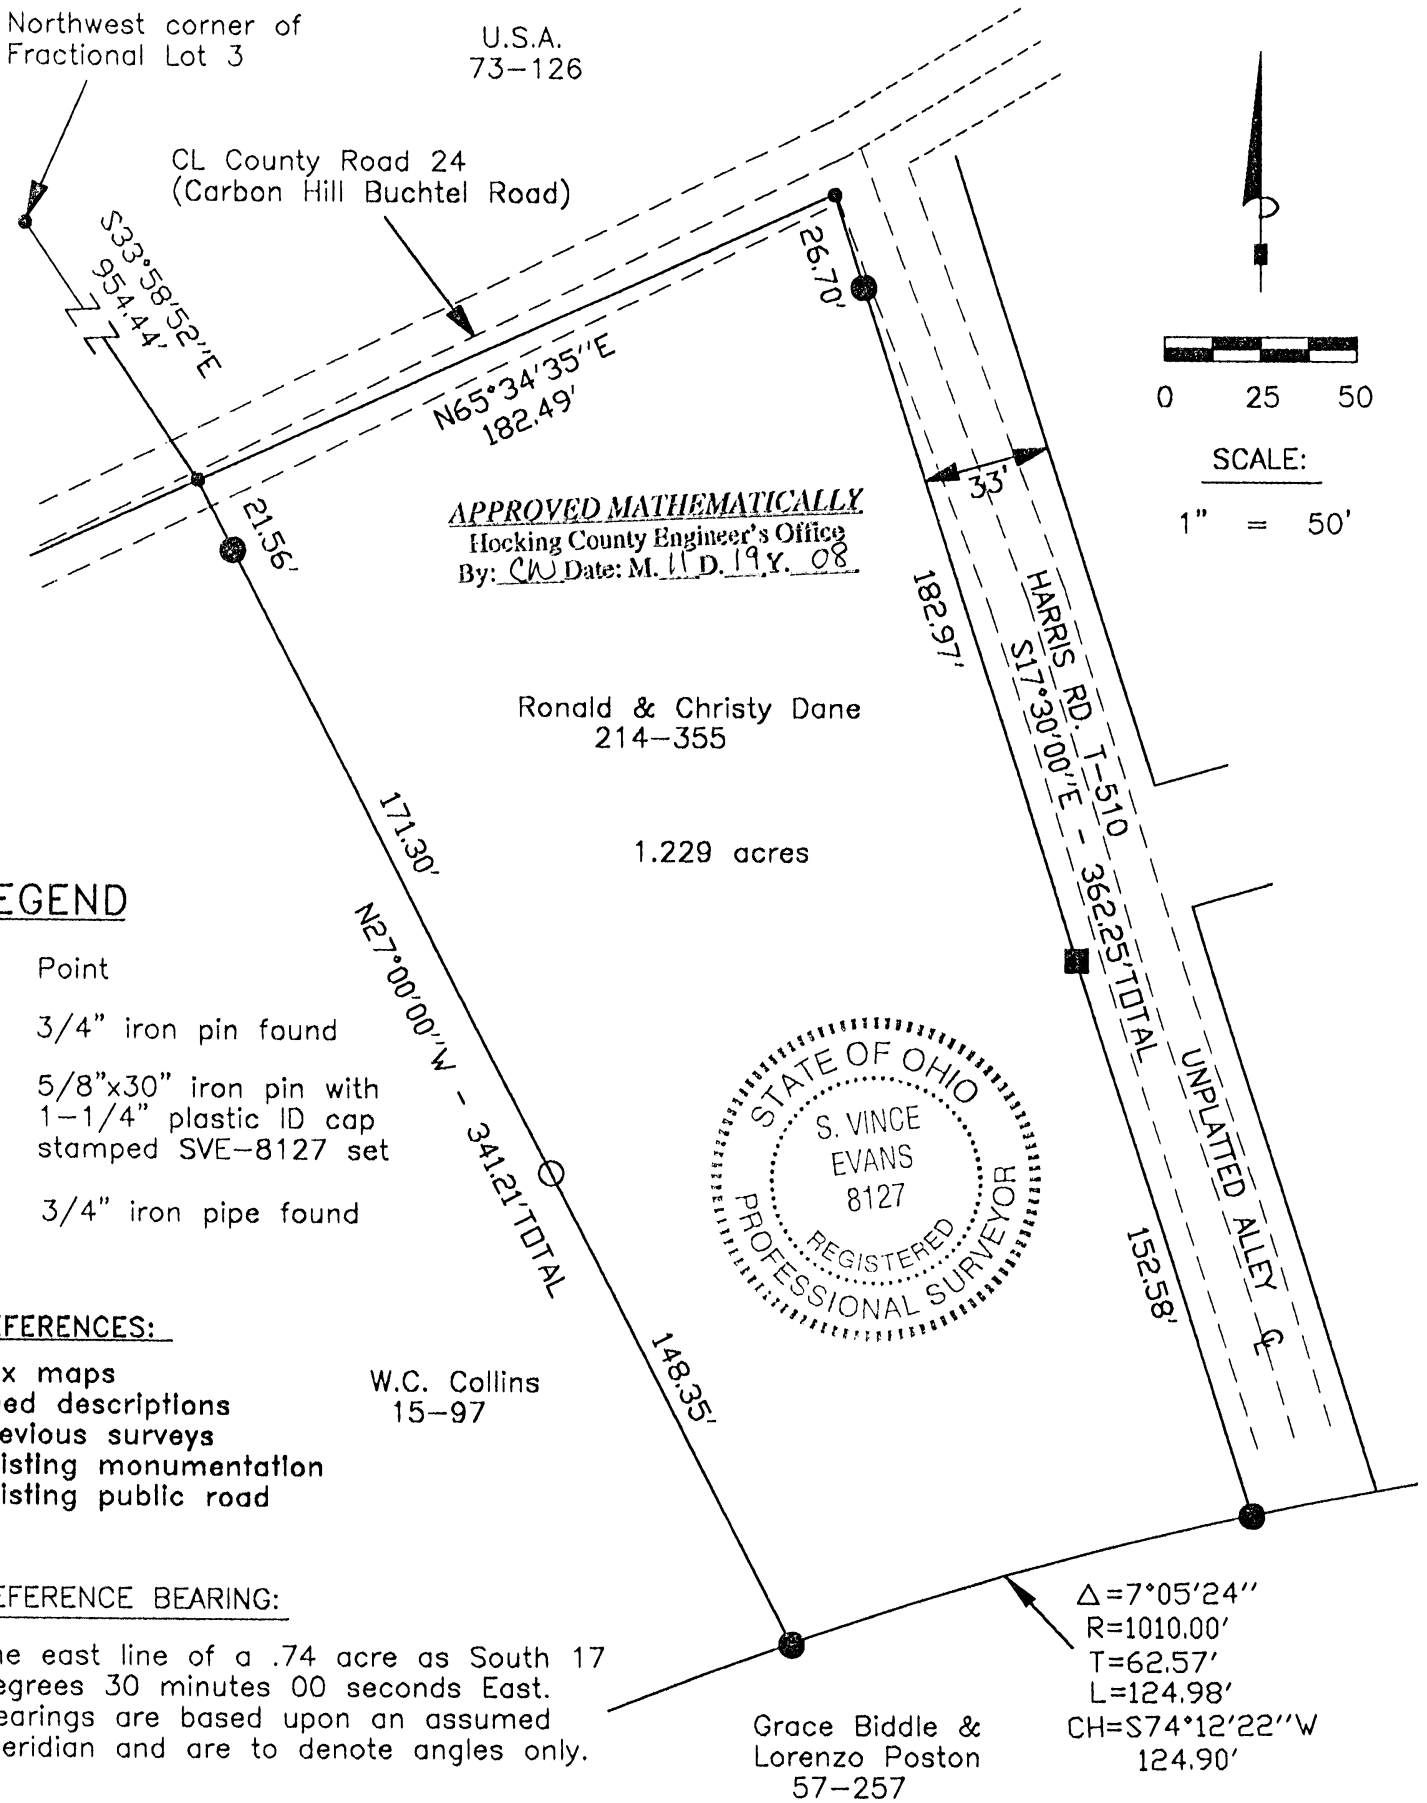 Northwest corner of
Fractional Lot 3
U.S.A.
73-126
CL County Road 24
(Carbon Hill Buchtel Road)
S33°58'52"E
954.44'
26.70'
N65°34'35"E
182.49'
0 25 50
SCALE:
1" = 50'
33'
21.56'
APPROVED MATHEMATICALLY
Hocking County Engineer's Office
By: CW Date: M. 11 D. 19 Y. 08
182.97'
HARRIS RD. T-510
S17°30'00"E - 362.25'TOTAL
Ronald & Christy Dane
214-355
171.30'
1.229 acres
N27°00'00"W - 341.21'TOTAL
EGEND
Point
3/4" iron pin found
5/8"x30" iron pin with
1-1/4" plastic ID cap
stamped SVE-8127 set
3/4" iron pipe found
STATE OF OHIO
S. VINCE
EVANS
8127
REGISTERED
PROFESSIONAL SURVEYOR
UNPLATTED ALLEY
CL
152.58'
148.35'
EFERENCES:
x maps
ed descriptions
evious surveys
isting monumentation
isting public road
W.C. Collins
15-97
EFERENCE BEARING:
he east line of a .74 acre as South 17
egrees 30 minutes 00 seconds East.
earings are based upon an assumed
eridian and are to denote angles only.
Δ=7°05'24"
R=1010.00'
T=62.57'
L=124.98'
CH=S74°12'22"W
124.90'
Grace Biddle &
Lorenzo Poston
57-257